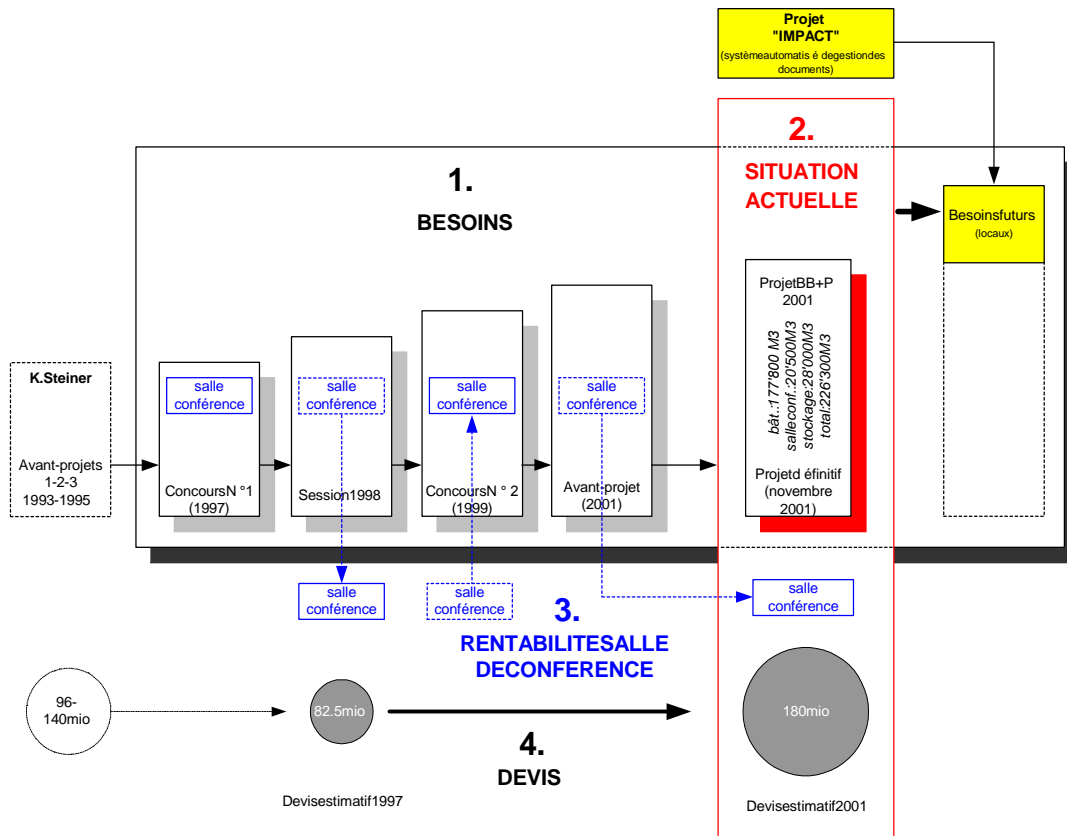 Projet
"IMPACT"
(systèmeautomatis é degestiondes
documents)
2.
SITUATION
ACTUELLE
1.
BESOINS
Besoinsfuturs
(locaux)
ProjetBB+P
2001
bât.:177'800 M3
salleconf.:20'500M3
stockage:28'000M3
total:226'300M3
Projetd éfinitif
(novembre
2001)
K.Steiner
Avant-projets
1-2-3
1993-1995
salle
conférence
ConcoursN °1
(1997)
salle
conférence
Session1998
salle
conférence
ConcoursN ° 2
(1999)
salle
conférence
Avant-projet
(2001)
salle
conférence
salle
conférence
salle
conférence
3.
RENTABILITESALLE
DECONFERENCE
96-
140mio
82.5mio
180mio
4.
DEVIS
Devisestimatif1997
Devisestimatif2001